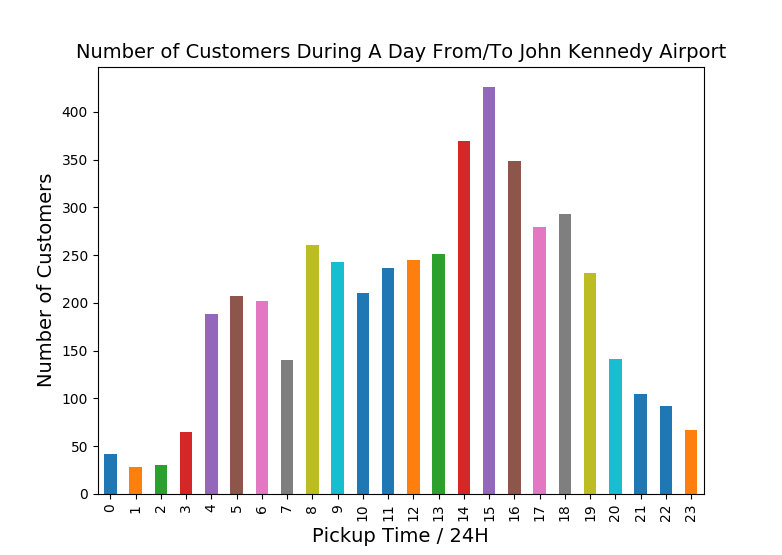 Number of Customers During A Day From/To John Kennedy Airport
Number of Customers
400
350
300
250
200
150
100
50
0
0 1 2 3 4 5 6 7 8 9 10 11 12 13 14 15 16 17 18 19 20 21 22 23
Pickup Time / 24H